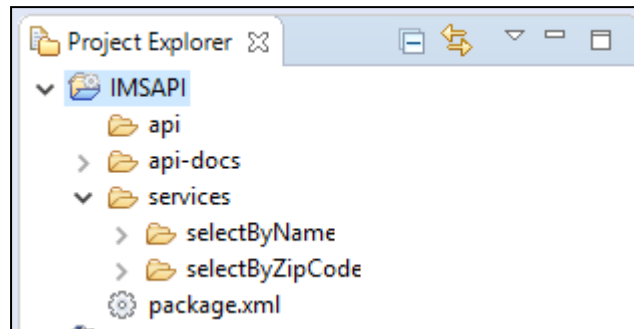 Project Explorer
IMSAPI
api
api-docs
services
selectByName
selectByZipCode
package.xml